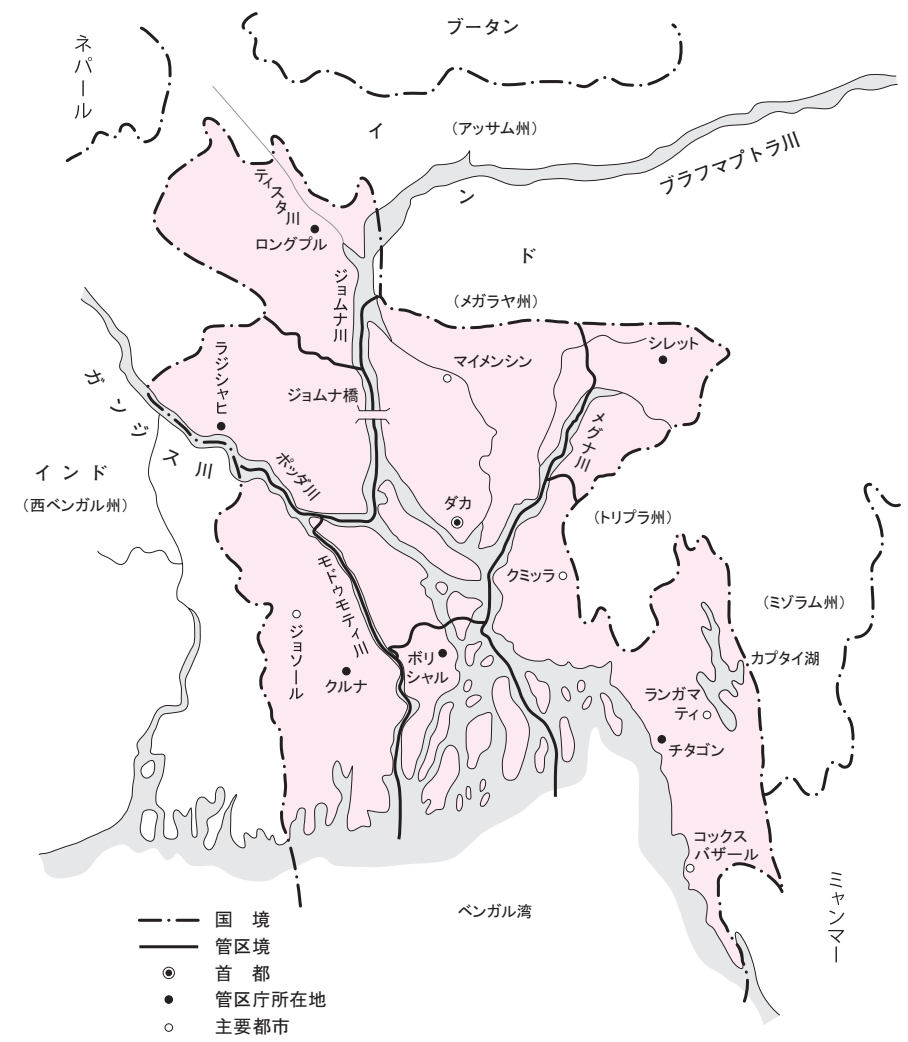 ネパール
ブータン
インド
（アッサム州）
ブラフマプトラ川
ティスタ川
ロングプル
ジョムナ川
（メガラヤ州）
ラジシャヒ
ジョムナ橋
マイメンシン
シレット
ガンジス川
メグナ川
インド
（西ベンガル州）
ポッダ川
ダカ
（トリプラ州）
モドゥモティ川
クミッラ
（ミゾラム州）
ジョソール
クルナ
ボリ
シャル
カプタイ湖
ランガマ
ティ
チタゴン
コックス
バザール
ミャンマー
ベンガル湾
国　境
管区境
首　都
管区庁所在地
主要都市